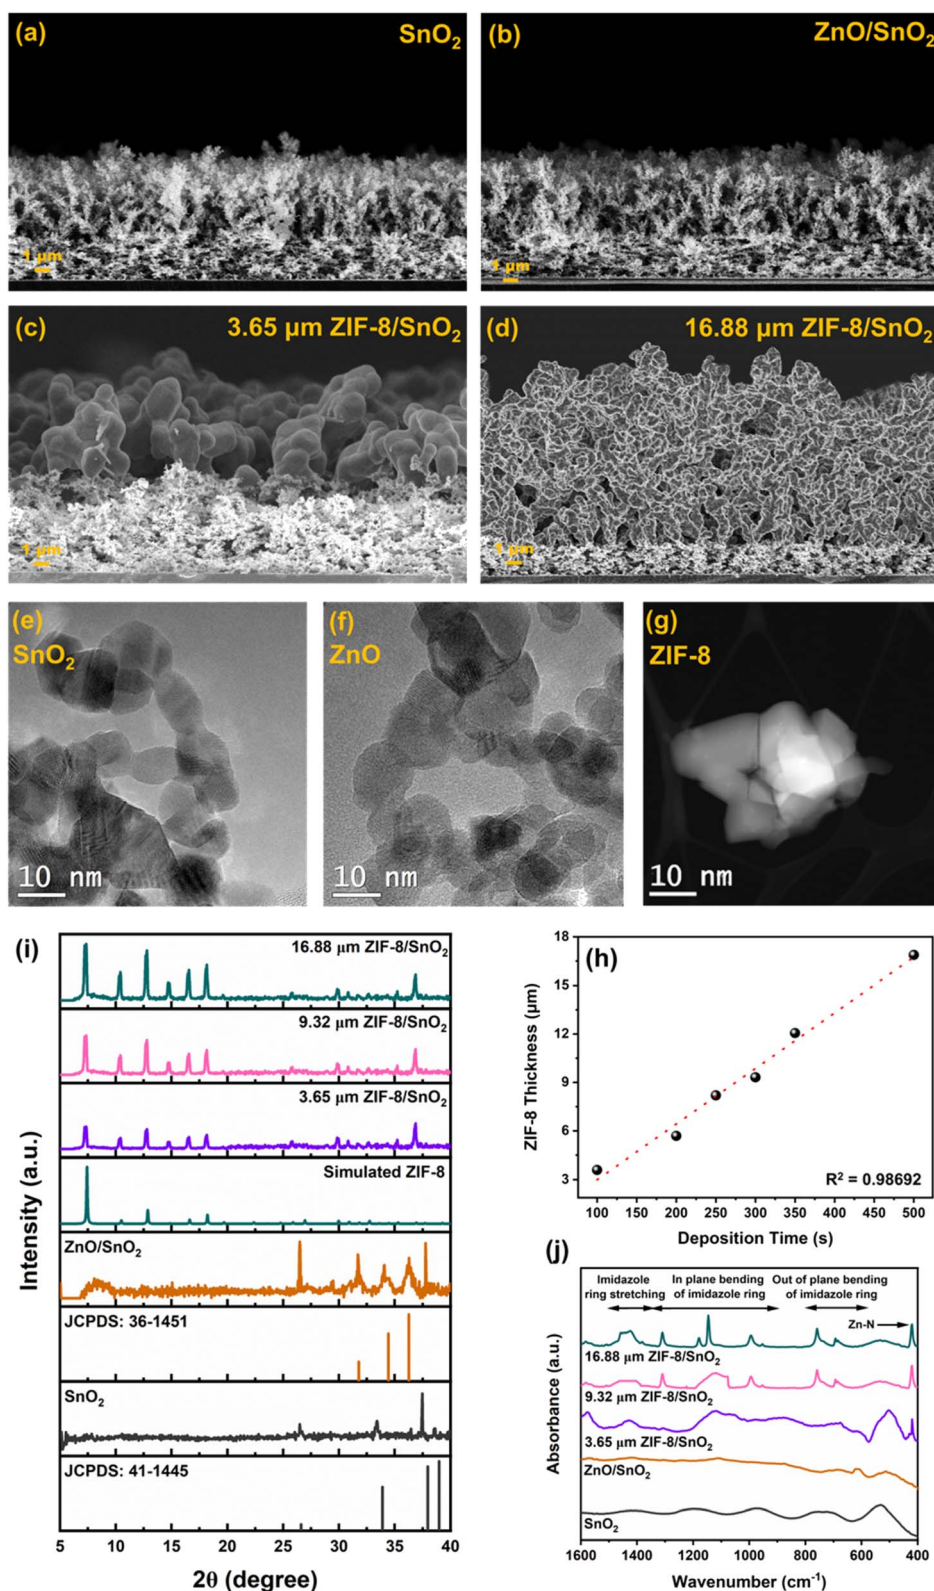 (a)
SnO₂
1 μm
(b)
ZnO/SnO₂
1 μm
(c)
3.65 μm ZIF-8/SnO₂
1 μm
(d)
16.88 μm ZIF-8/SnO₂
1 μm
(e)
SnO₂
10 nm
(f)
ZnO
10 nm
(g)
ZIF-8
10 nm
(i)
16.88 μm ZIF-8/SnO₂
9.32 μm ZIF-8/SnO₂
3.65 μm ZIF-8/SnO₂
Simulated ZIF-8
ZnO/SnO₂
JCPDS: 36-1451
SnO₂
JCPDS: 41-1445
Intensity (a.u.)
5 10 15 20 25 30 35 40
2θ (degree)
(h)
18
15
12
9
6
3
ZIF-8 Thickness (μm)
R² = 0.98692
100 150 200 250 300 350 400 450 500
Deposition Time (s)
(j)
Imidazole
ring stretching
In plane bending
of imidazole ring
Out of plane bending
of imidazole ring
Zn-N
16.88 μm ZIF-8/SnO₂
9.32 μm ZIF-8/SnO₂
3.65 μm ZIF-8/SnO₂
ZnO/SnO₂
SnO₂
Absorbance (a.u.)
1600 1400 1200 1000 800 600 400
Wavenumber (cm⁻¹)